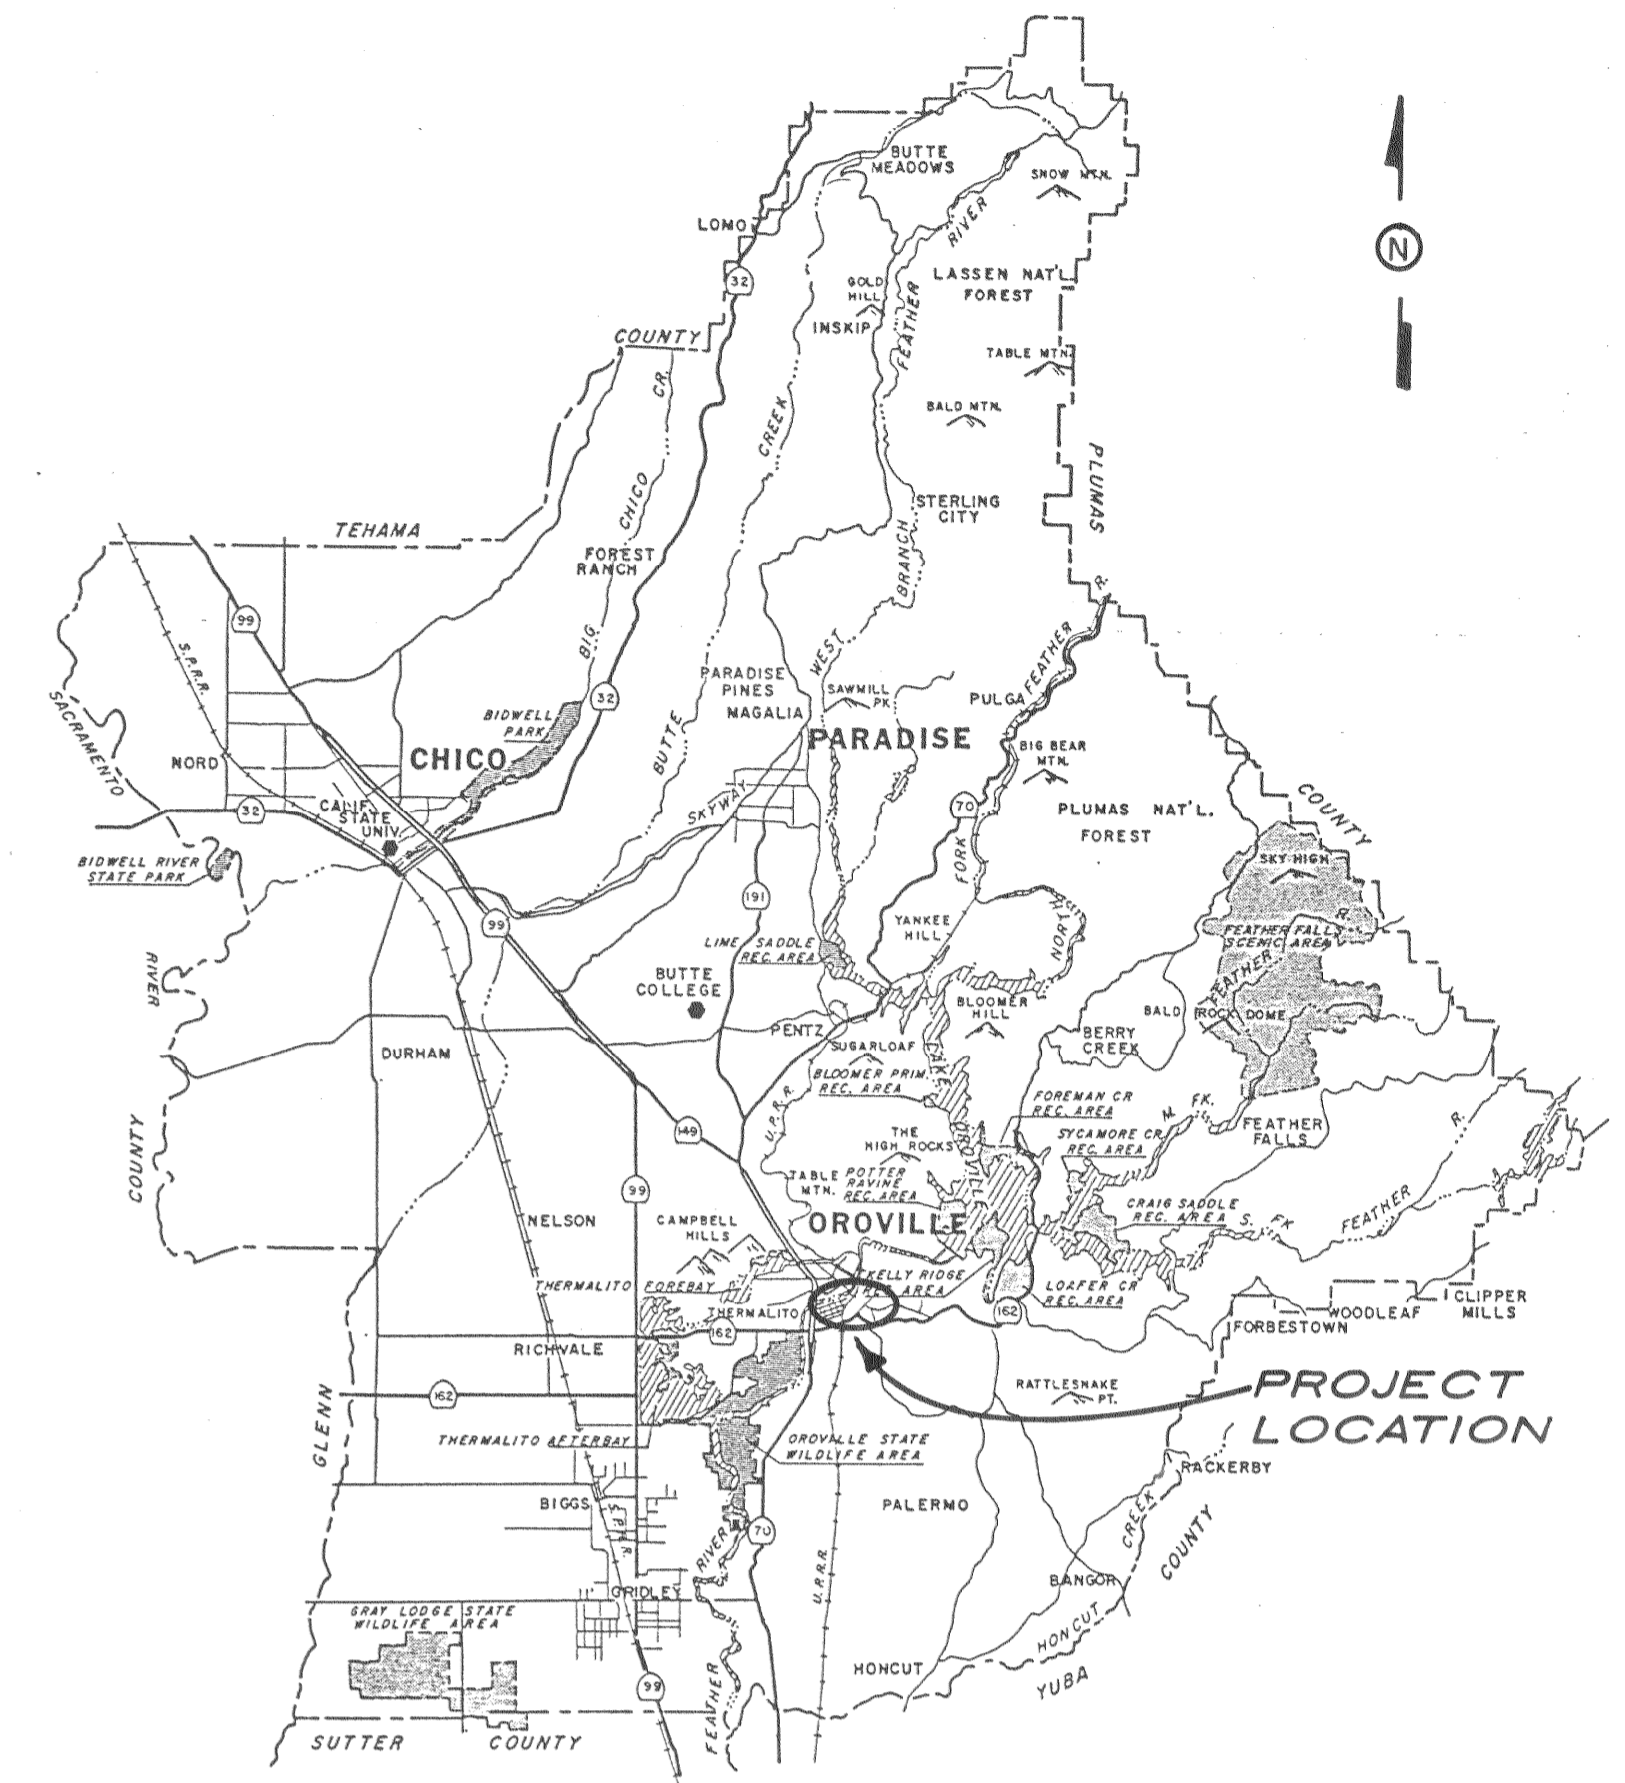 BUTTE
MEADOWS
SNOW MTN.
LOMO
RIVER
N
32
GOLD
HILL
LASSEN NAT'L
FOREST
FEATHER
INSKIP
COUNTY
TABLE MTN.
CR.
BALD MTN.
CREEK
PLUMAS
STERLING
CITY
CHICO
TEHAMA
BRANCH
FOREST
RANCH
R.
99
BIG
WEST
FEATHER
S.P.R.R.
PARADISE
PINES
SAWMILL
PK
PULGA
32
MAGALIA
BIDWELL
PARK
SACRAMENTO
BUTTE
PARADISE
BIG BEAR
MTN.
NORD
CHICO
COUNTY
SKYWAY
70
PLUMAS NAT'L.
FOREST
32
CALIF.
STATE
UNIV.
BIDWELL RIVER
STATE PARK
FORK
SKY HIGH
191
YANKEE
HILL
NORTH
R.
99
FEATHER FALLS
SCENIC AREA
LIME SADDLE
REC. AREA
RIVER
BUTTE
COLLEGE
FEATHER
BLOOMER
HILL
BALD
ROCK DOME
PENTZ
BERRY
CREEK
DURHAM
SUGARLOAF
LAKE
BLOOMER PRIM.
REC. AREA
FOREMAN CR
REC. AREA
M. FK.
U.P.R.R.
149
THE
HIGH ROCKS
OROVILLE
SYCAMORE CR
REC. AREA
FEATHER
FALLS
R.
COUNTY
99
TABLE
MTN.
POTTER
RAVINE
REC. AREA
CRAIG SADDLE
REC. AREA
S. FK
FEATHER
NELSON
CAMPBELL
HILLS
OROVILLE
THERMALITO FOREBAY
KELLY RIDGE
REC. AREA
LOAFER CR
REC. AREA
THERMALITO
162
CLIPPER
MILLS
WOODLEAF
FORBESTOWN
162
RICHVALE
162
RATTLESNAKE
PT.
PROJECT
LOCATION
GLENN
THERMALITO AFTERBAY
OROVILLE STATE
WILDLIFE AREA
RACKERBY
BIGGS
S.P.R.R.
PALERMO
CREEK
70
RIVER
COUNTY
U.P.R.R.
BANGOR
GRIDLEY
GRAY LODGE STATE
WILDLIFE AREA
HONCUT
HONCUT
YUBA
99
FEATHER
SUTTER COUNTY